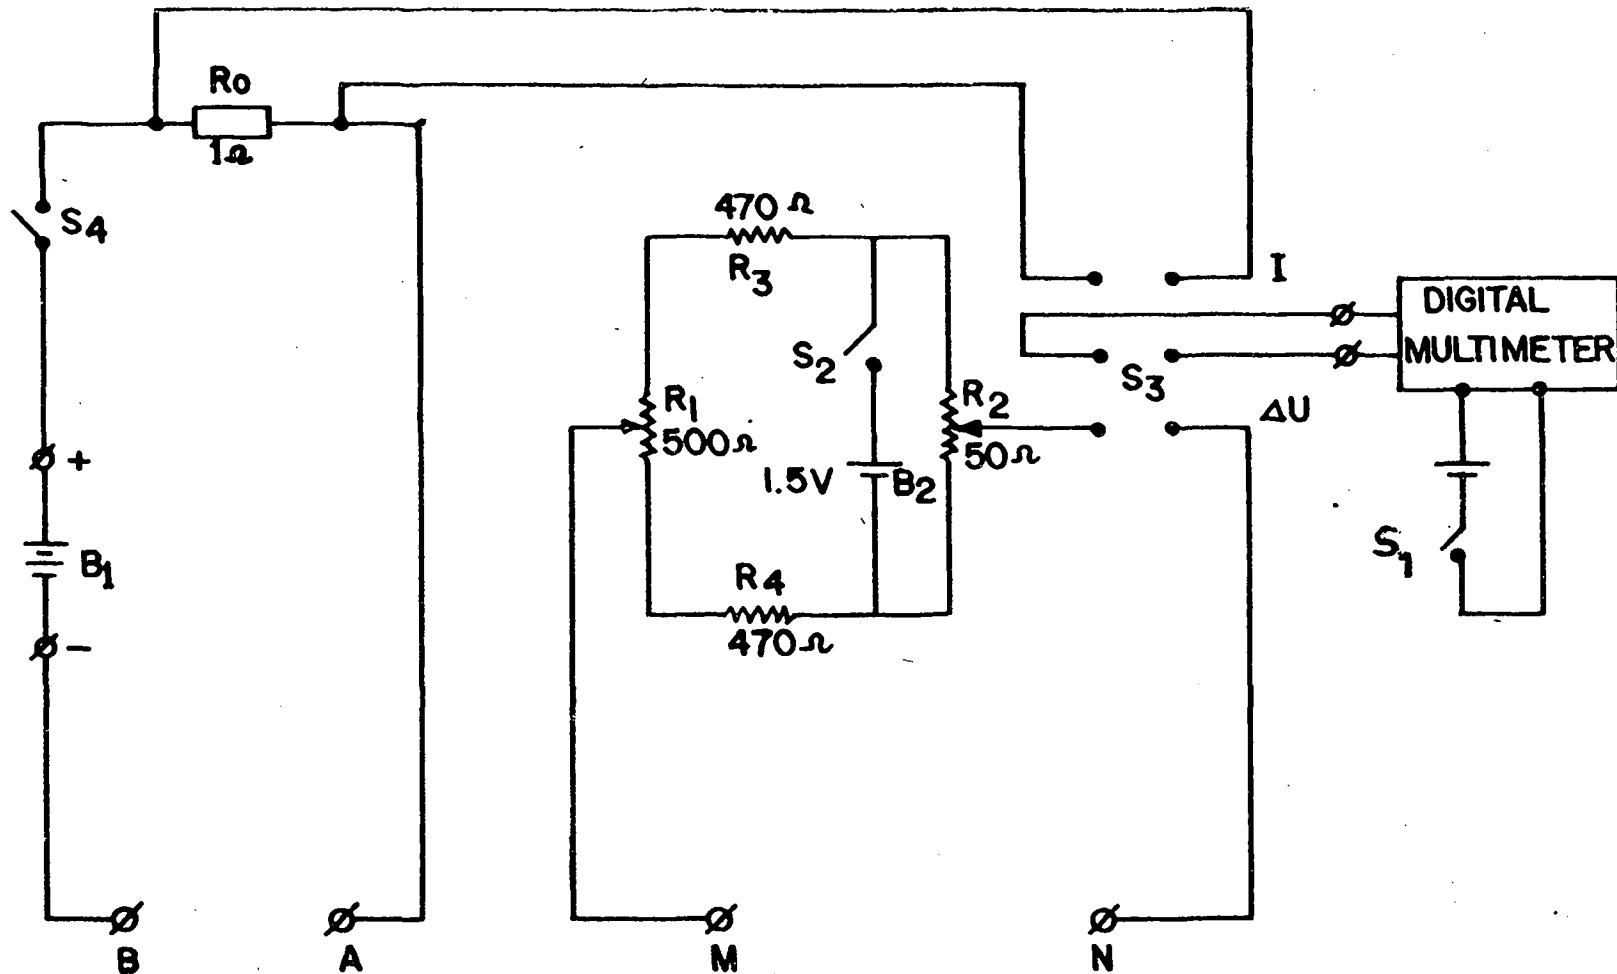 Ro
1Ω
S4
470 Ω
R3
I
DIGITAL
MULTIMETER
S2
S3
R1
500Ω
R2
50Ω
ΔU
1.5V
B2
+
B1
S1
R4
470Ω
-
B
A
M
N